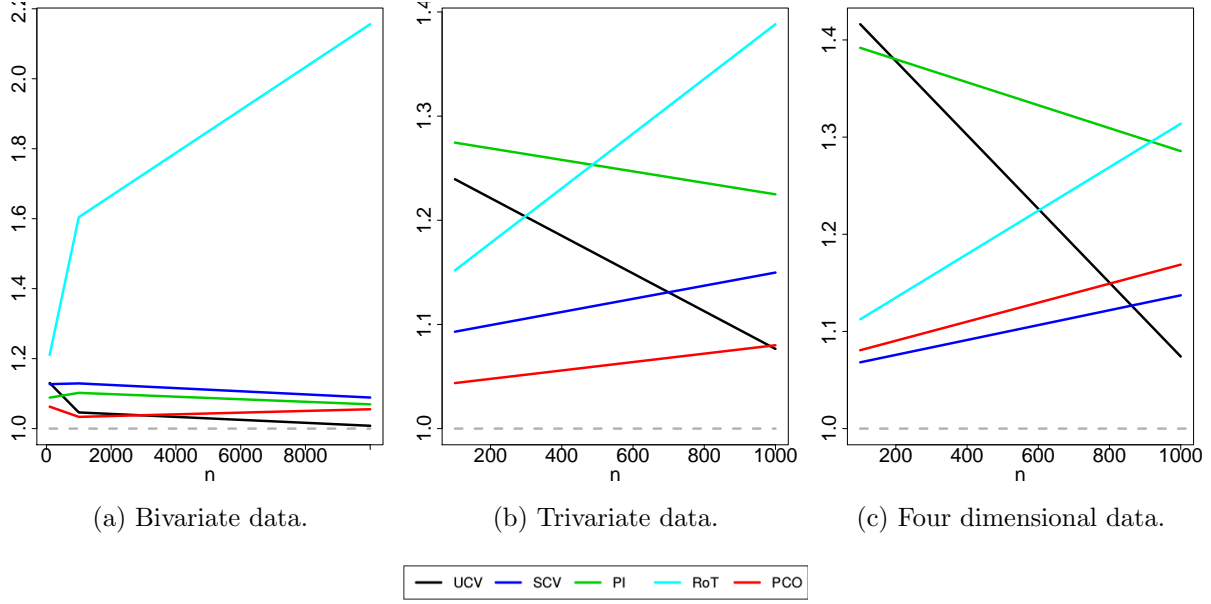 1.0 1.2 1.4 1.6 1.8 2.0 2.2
0 2000 4000 6000 8000
n
(a) Bivariate data.
1.0 1.1 1.2 1.3 1.4
200 400 600 800 1000
n
(b) Trivariate data.
1.0 1.1 1.2 1.3 1.4
200 400 600 800 1000
n
(c) Four dimensional data.
UCV SCV PI RoT PCO